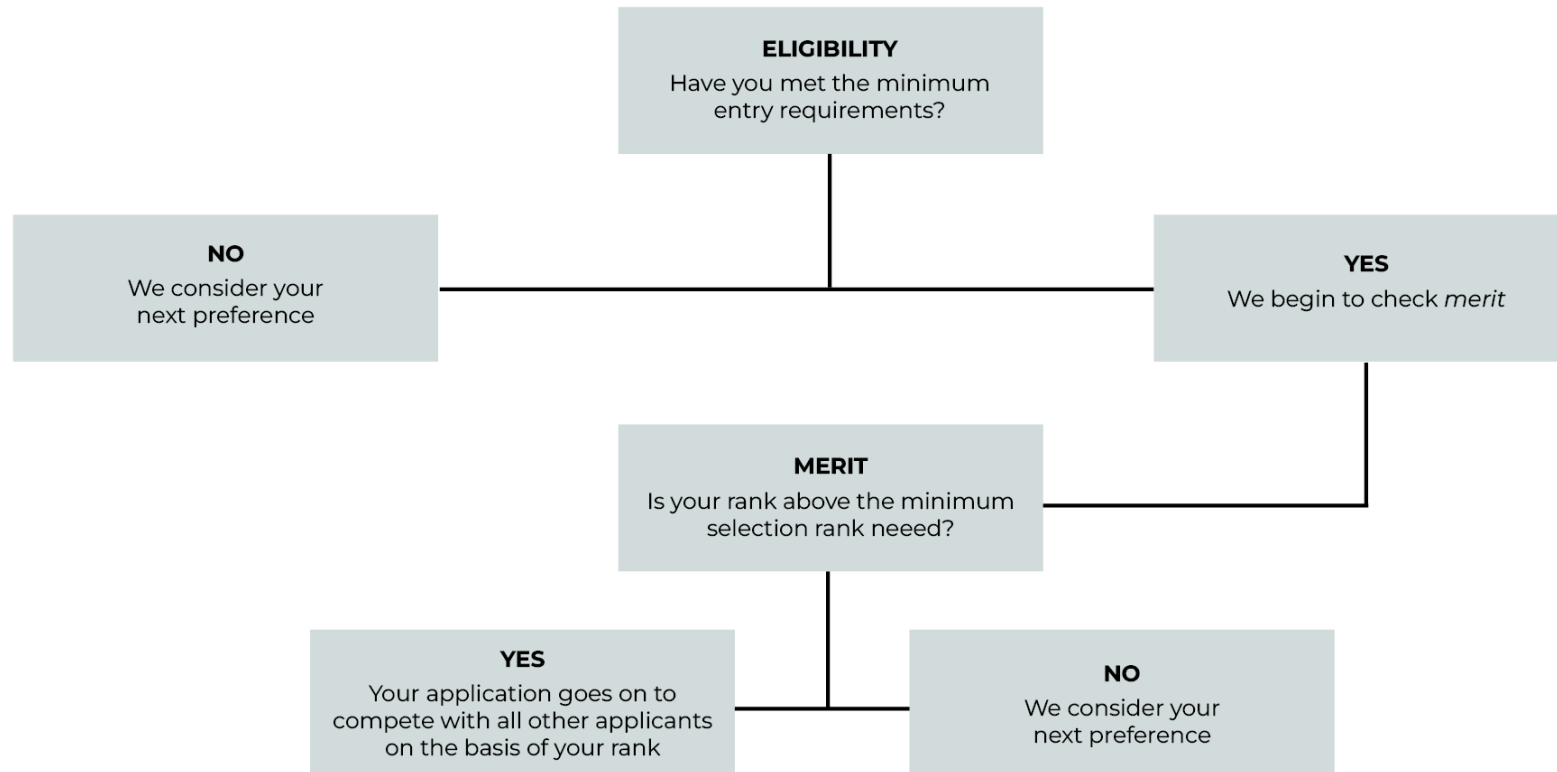 ELIGIBILITY
Have you met the minimum
entry requirements?
NO
We consider your
next preference
YES
We begin to check merit
MERIT
Is your rank above the minimum
selection rank neeed?
YES
Your application goes on to
compete with all other applicants
on the basis of your rank
NO
We consider your
next preference